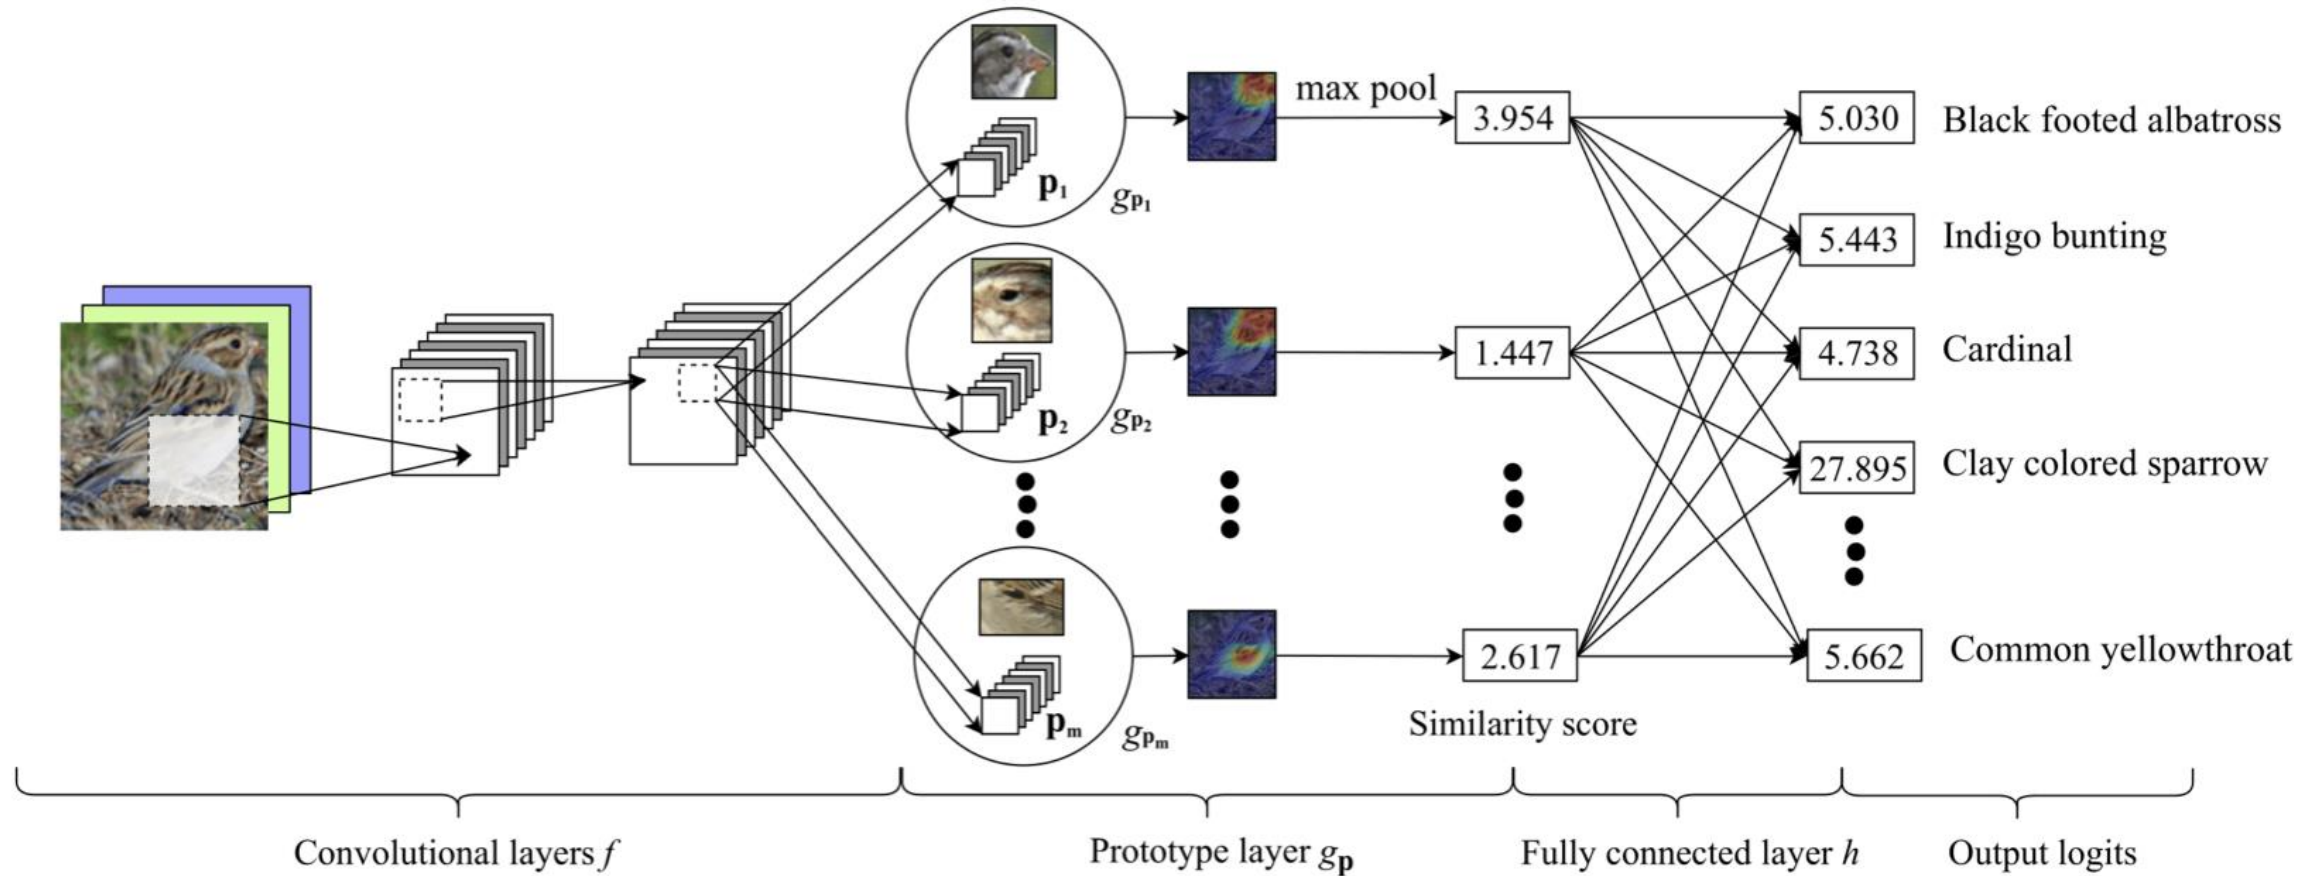 max pool
3.954
5.030
Black footed albatross
p1
gp1
5.443
Indigo bunting
1.447
4.738
Cardinal
p2
gp2
27.895
Clay colored sparrow
2.617
5.662
Common yellowthroat
pm
gpm
Similarity score
Convolutional layers f
Prototype layer gp
Fully connected layer h
Output logits